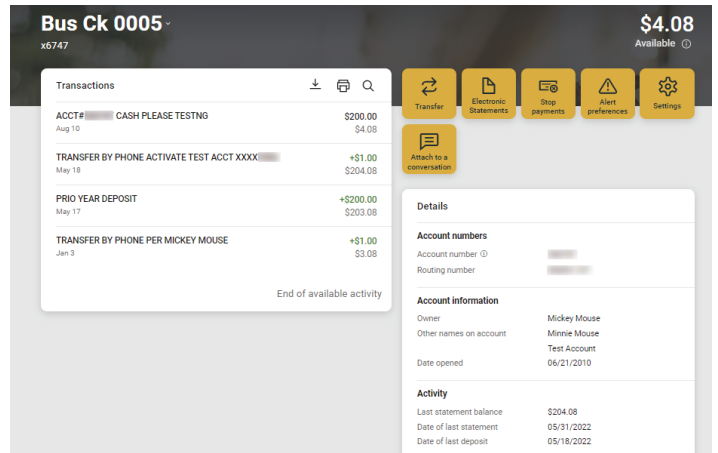 Bus Ck 0005
x6747
$4.08
Available
Transactions
ACCT# CASH PLEASE TESTNG $200.00
Aug 10 $4.08
TRANSFER BY PHONE ACTIVATE TEST ACCT XXXX +$1.00
May 18 $204.08
PRIO YEAR DEPOSIT +$200.00
May 17 $203.08
TRANSFER BY PHONE PER MICKEY MOUSE +$1.00
Jan 3 $3.08
End of available activity
Transfer
Electronic
Statements
Stop
payments
Alert
preferences
Settings
Attach to a
conversation
Details
Account numbers
Account number
Routing number
Account information
Owner Mickey Mouse
Other names on account Minnie Mouse
Test Account
Date opened 06/21/2010
Activity
Last statement balance $204.08
Date of last statement 05/31/2022
Date of last deposit 05/18/2022